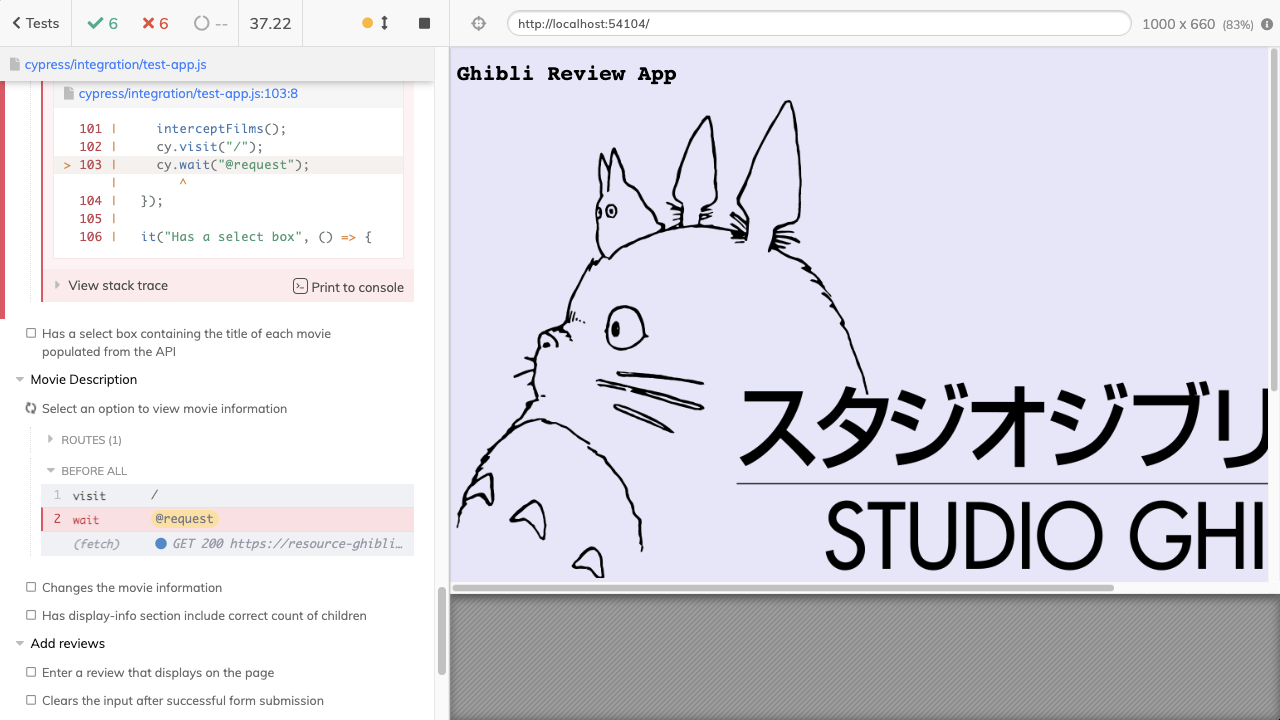 Tests
6
6
--
37.22
http://localhost:54104/
1000 x 660 (83%)
cypress/integration/test-app.js
cypress/integration/test-app.js:103:8
101 | interceptFilms();
102 | cy.visit("/");
> 103 | cy.wait("@request");
| ^
104 | });
105 |
106 | it("Has a select box", () => {
View stack trace
Print to console
Has a select box containing the title of each movie
populated from the API
Movie Description
Select an option to view movie information
ROUTES (1)
BEFORE ALL
1 visit /
2 wait @request
(fetch) GET 200 https://resource-ghibli…
Changes the movie information
Has display-info section include correct count of children
Add reviews
Enter a review that displays on the page
Clears the input after successful form submission
Ghibli Review App
スタジオジブリ
STUDIO GHI